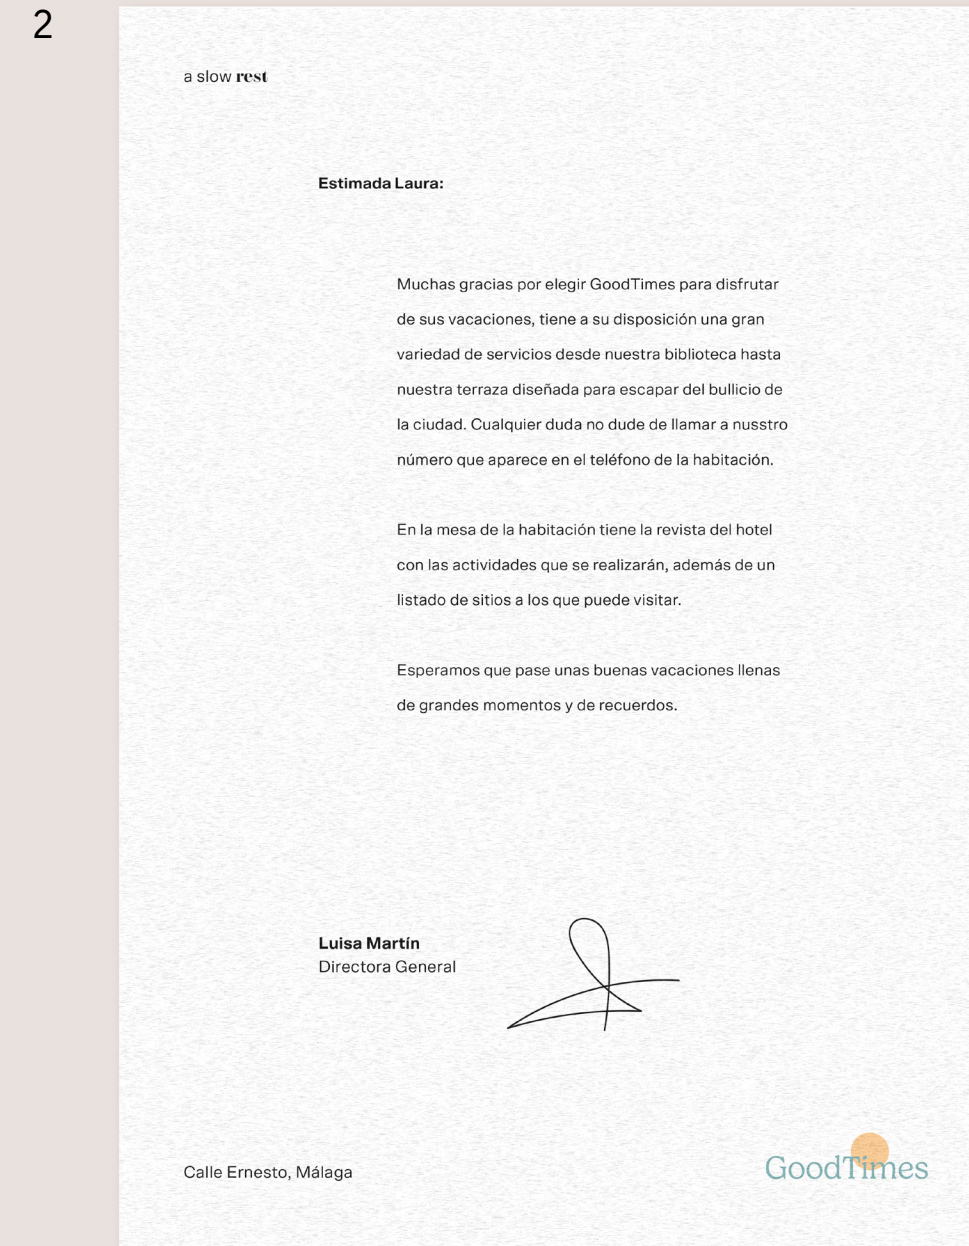 2
a slow rest
Estimada Laura:
Muchas gracias por elegir GoodTimes para disfrutar
de sus vacaciones, tiene a su disposición una gran
variedad de servicios desde nuestra biblioteca hasta
nuestra terraza diseñada para escapar del bullicio de
la ciudad. Cualquier duda no dude de llamar a nusstro
número que aparece en el teléfono de la habitación.
En la mesa de la habitación tiene la revista del hotel
con las actividades que se realizarán, además de un
listado de sitios a los que puede visitar.
Esperamos que pase unas buenas vacaciones llenas
de grandes momentos y de recuerdos.
Luisa Martín
Directora General
Calle Ernesto, Málaga
GoodTimes